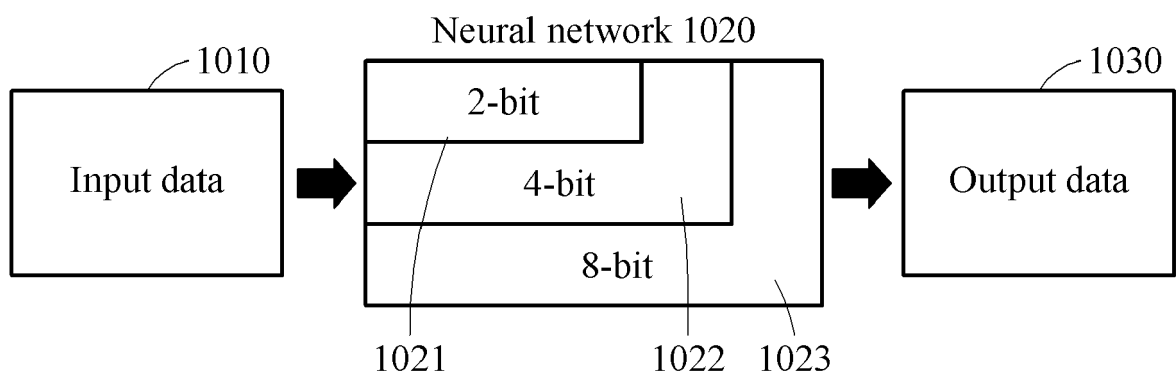 Neural network 1020
1010
1030
2-bit
Input data
4-bit
Output data
8-bit
1021
1022
1023